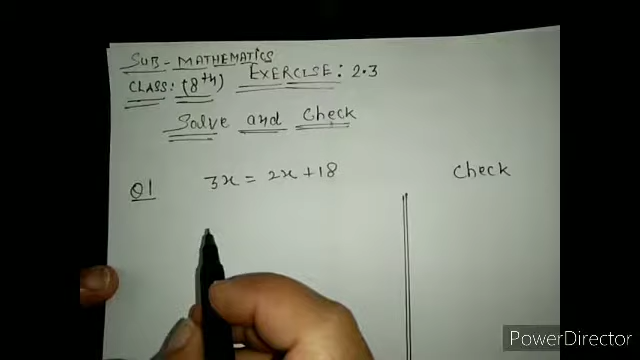 SUB - MATHEMATICS
CLASS: (8th) EXERCISE: 2.3
Solve and Check
Q1 3x = 2x + 18 Check
PowerDirector